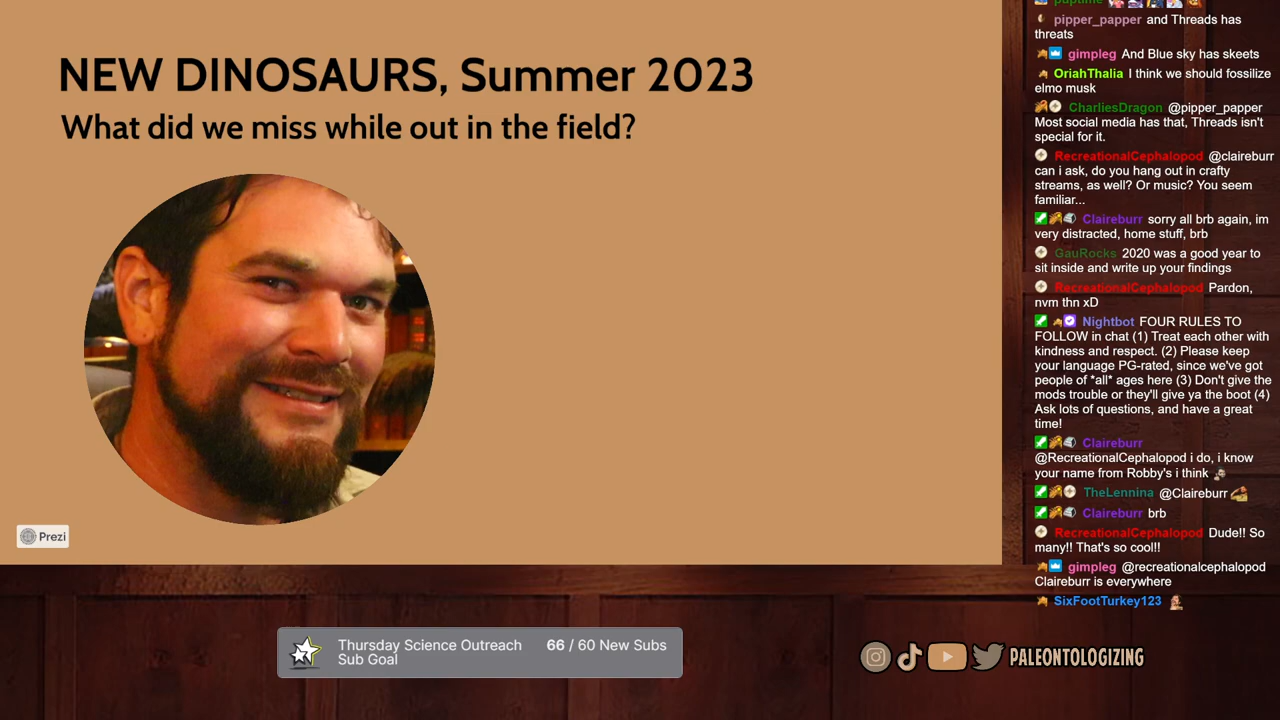 NEW DINOSAURS, Summer 2023
What did we miss while out in the field?
Prezi
Thursday Science Outreach
Sub Goal
66 / 60 New Subs
PALEONTOLOGIZING
pipper_papper and Threads has
threats
gimpleg And Blue sky has skeets
OriahThalia I think we should fossilize
elmo musk
CharliesDragon @pipper_papper
Most social media has that, Threads isn't
special for it.
RecreationalCephalopod @claireburr
can i ask, do you hang out in crafty
streams, as well? Or music? You seem
familiar...
Claireburr sorry all brb again, im
very distracted, home stuff, brb
GauRocks 2020 was a good year to
sit inside and write up your findings
RecreationalCephalopod Pardon,
nvm thn xD
Nightbot FOUR RULES TO
FOLLOW in chat (1) Treat each other with
kindness and respect. (2) Please keep
your language PG-rated, since we've got
people of *all* ages here (3) Don't give the
mods trouble or they'll give ya the boot (4)
Ask lots of questions, and have a great
time!
Claireburr
@RecreationalCephalopod i do, i know
your name from Robby's i think
TheLennina @Claireburr
Claireburr brb
RecreationalCephalopod Dude!! So
many!! That's so cool!!
gimpleg @recreationalcephalopod
Claireburr is everywhere
SixFootTurkey123